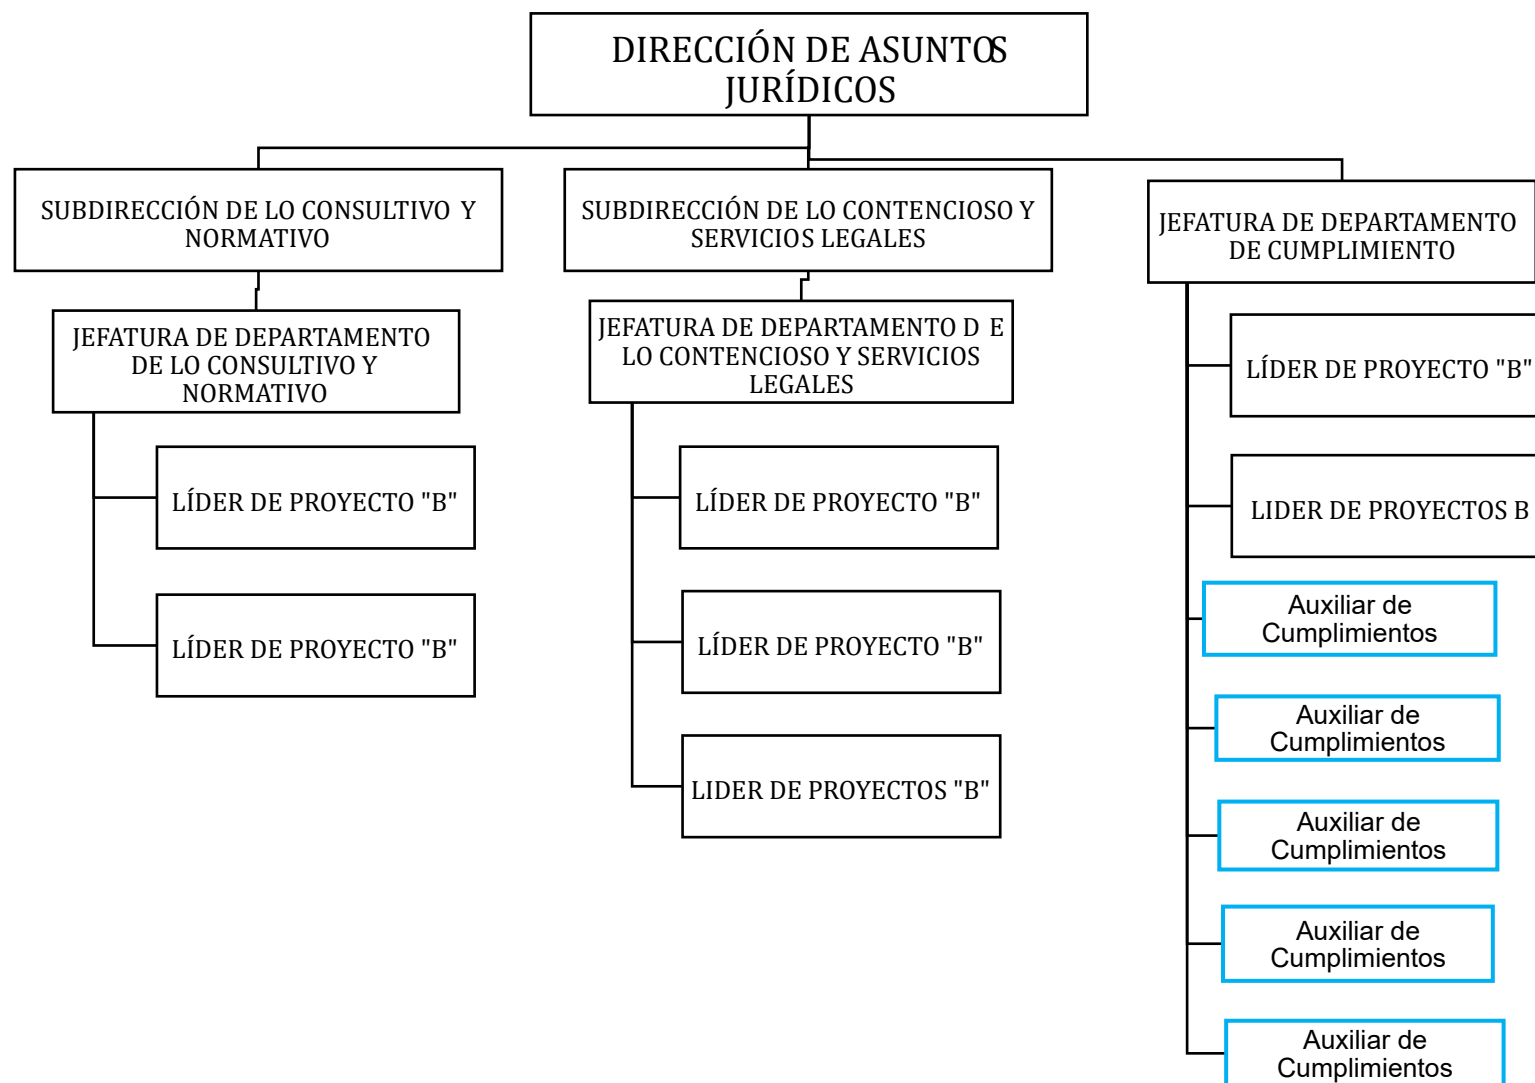 DIRECCIÓN DE ASUNTOS
JURÍDICOS
SUBDIRECCIÓN DE LO CONSULTIVO Y
NORMATIVO
JEFATURA DE DEPARTAMENTO
DE LO CONSULTIVO Y
NORMATIVO
LÍDER DE PROYECTO "B"
LÍDER DE PROYECTO "B"
SUBDIRECCIÓN DE LO CONTENCIOSO Y
SERVICIOS LEGALES
JEFATURA DE DEPARTAMENTO D E
LO CONTENCIOSO Y SERVICIOS
LEGALES
LÍDER DE PROYECTO "B"
LÍDER DE PROYECTO "B"
LIDER DE PROYECTOS "B"
JEFATURA DE DEPARTAMENTO
DE CUMPLIMIENTO
LÍDER DE PROYECTO "B"
LIDER DE PROYECTOS B
Auxiliar de
Cumplimientos
Auxiliar de
Cumplimientos
Auxiliar de
Cumplimientos
Auxiliar de
Cumplimientos
Auxiliar de
Cumplimientos